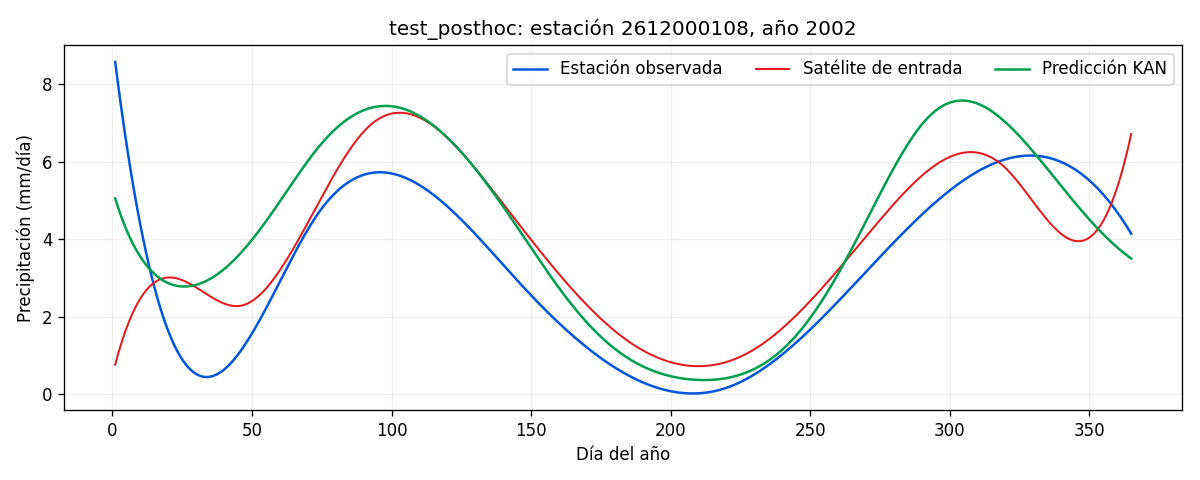 test_posthoc: estación 2612000108, año 2002
Estación observada
Satélite de entrada
Predicción KAN
Precipitación (mm/día)
8
6
4
2
0
0 50 100 150 200 250 300 350
Día del año